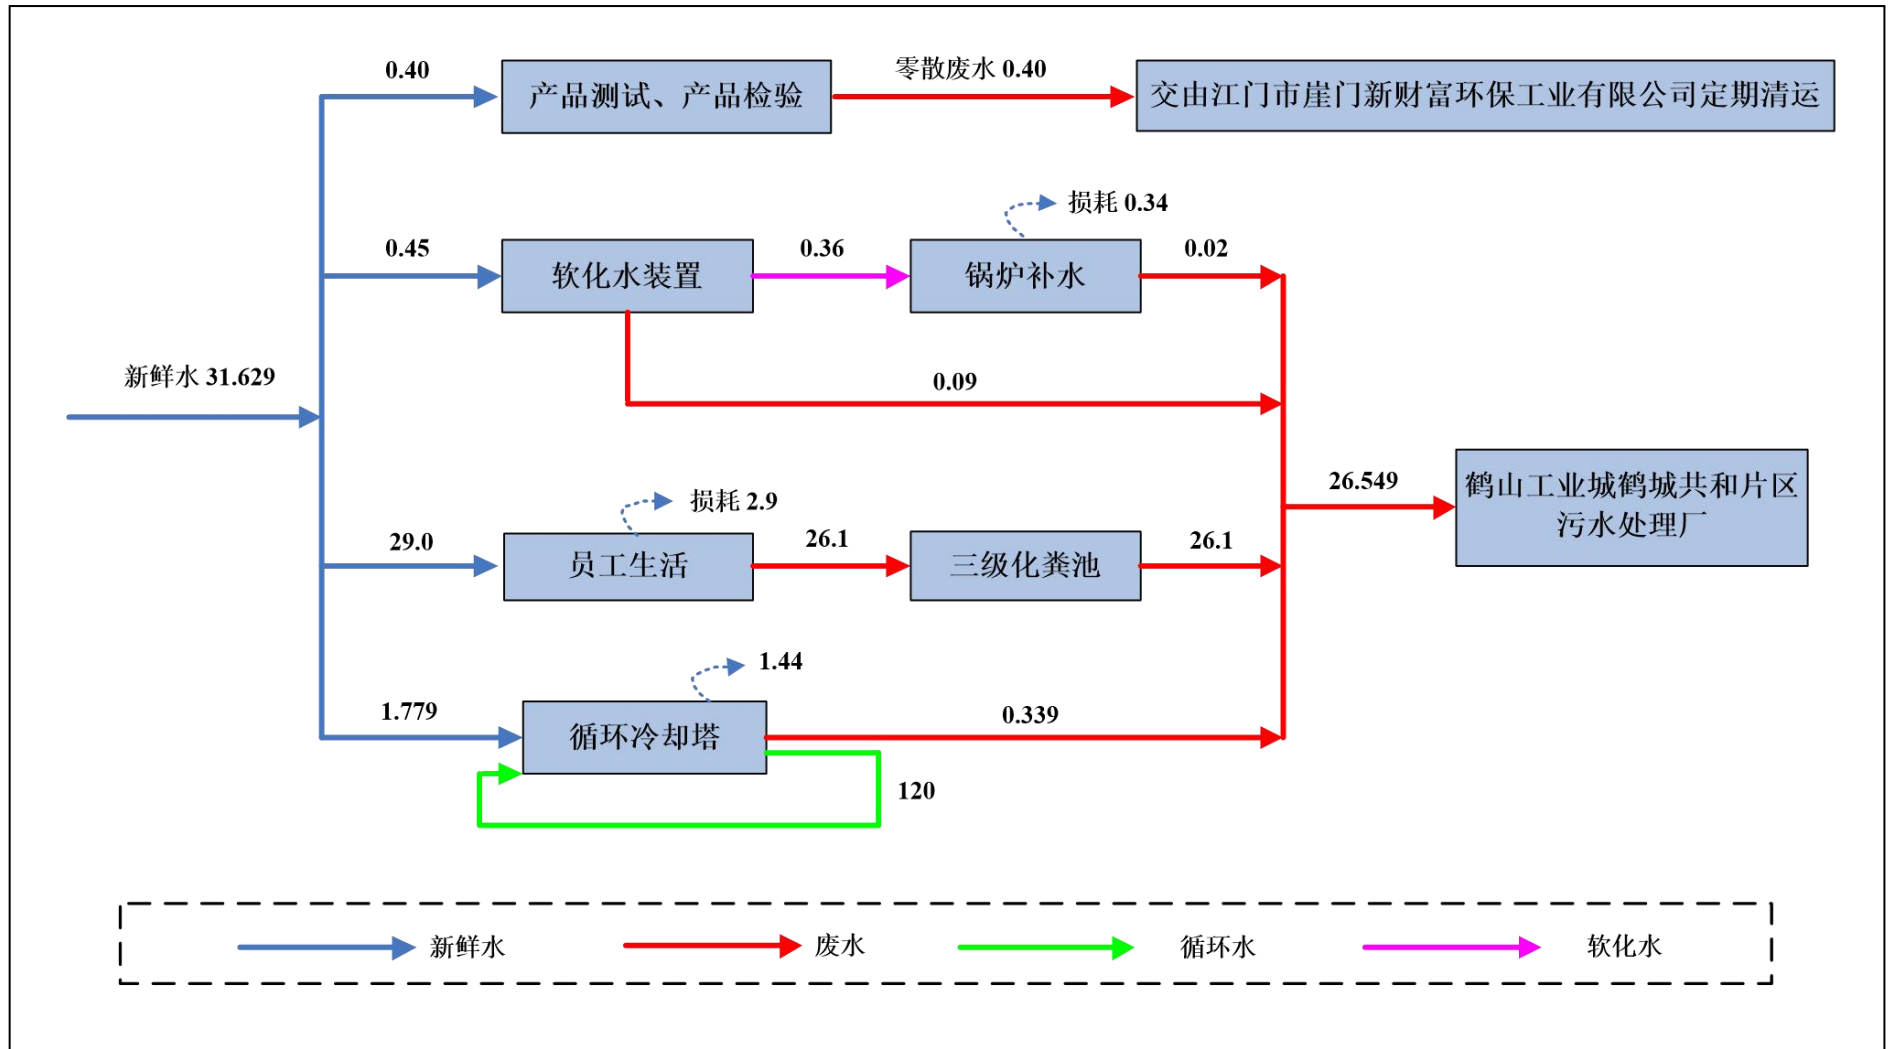 0.40
产品测试、产品检验
零散废水 0.40
交由江门市崖门新财富环保工业有限公司定期清运
损耗 0.34
0.45
软化水装置
0.36
锅炉补水
0.02
新鲜水 31.629
0.09
26.549
鹤山工业城鹤城共和片区
污水处理厂
损耗 2.9
29.0
员工生活
26.1
三级化粪池
26.1
1.44
1.779
循环冷却塔
0.339
120
新鲜水
废水
循环水
软化水